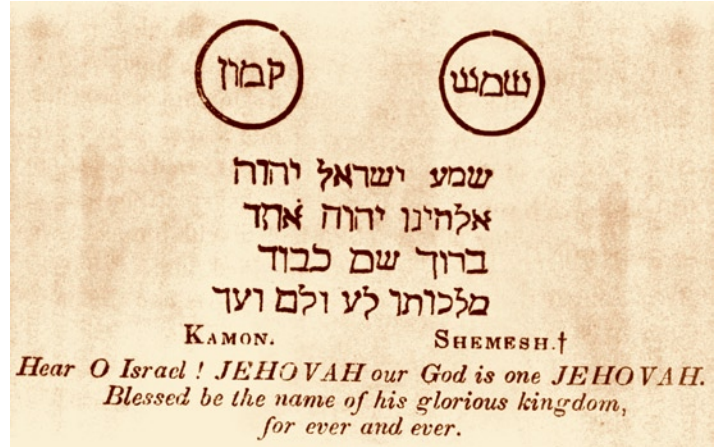 שמש קמון
שמע ישראל יהוה
אלהינו יהוה אחד
ברוך שם כבוד
מלכותו לע ולם ועד
KAMON. SHEMESH.†
Hear O Israel ! JEHOVAH our God is one JEHOVAH.
Blessed be the name of his glorious kingdom,
for ever and ever.